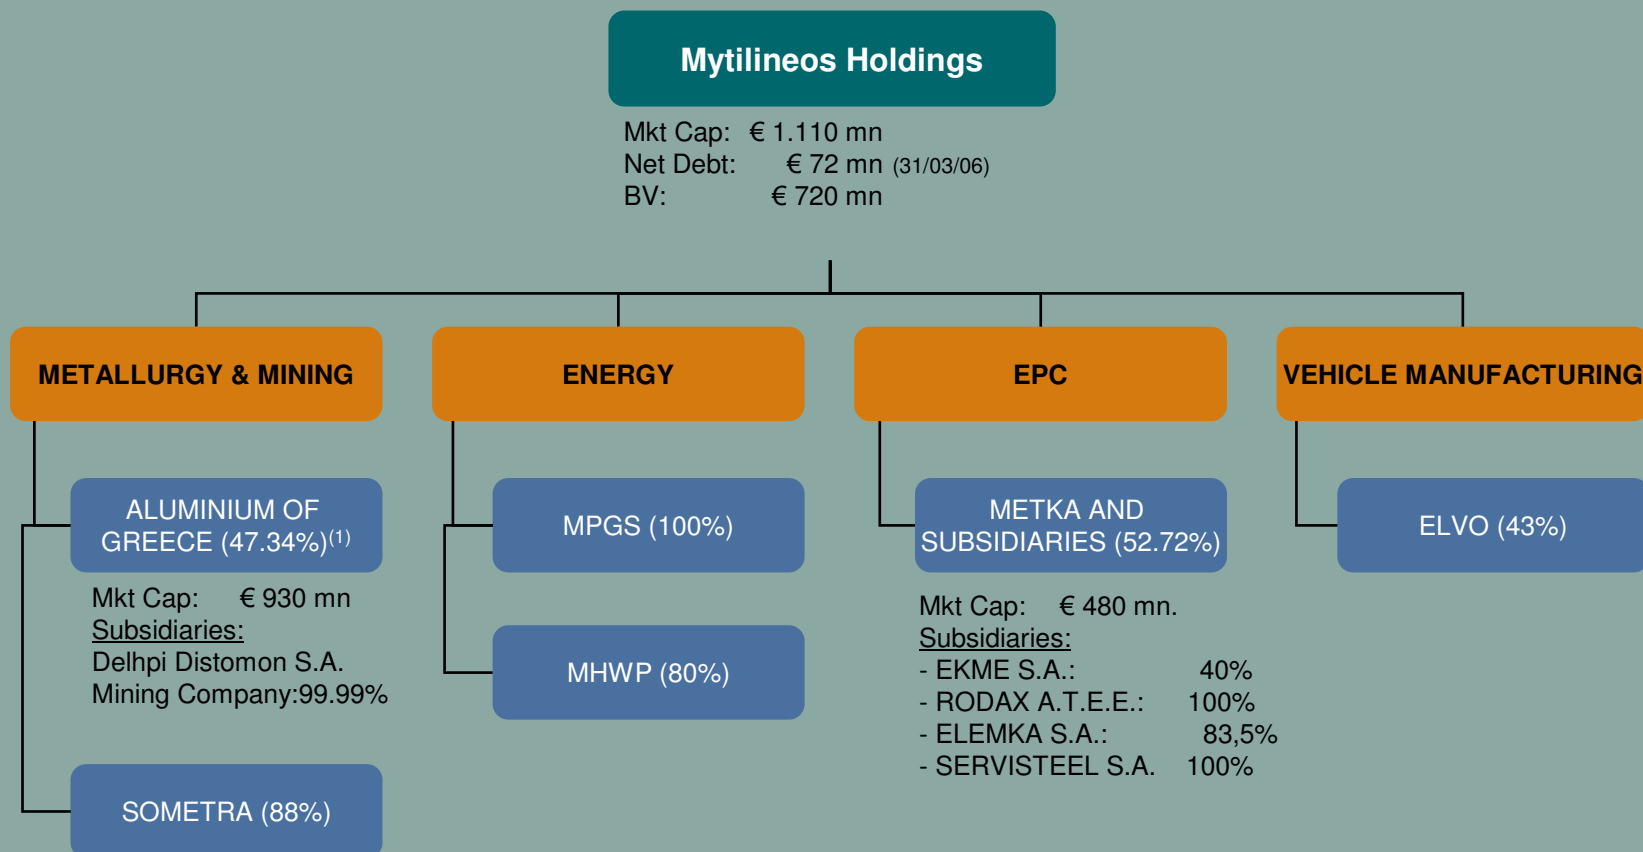 Mytilineos Holdings
Mkt Cap: € 1.110 mn
Net Debt: € 72 mn (31/03/06)
BV: € 720 mn
METALLURGY & MINING
ENERGY
EPC
VEHICLE MANUFACTURING
ALUMINIUM OF
GREECE (47.34%)(1)
Mkt Cap: € 930 mn
Subsidiaries:
Delhpi Distomon S.A.
Mining Company:99.99%
SOMETRA (88%)
MPGS (100%)
MHWP (80%)
METKA AND
SUBSIDIARIES (52.72%)
Mkt Cap: € 480 mn.
Subsidiaries:
- EKME S.A.: 40%
- RODAX A.T.E.E.: 100%
- ELEMKA S.A.: 83,5%
- SERVISTEEL S.A. 100%
ELVO (43%)